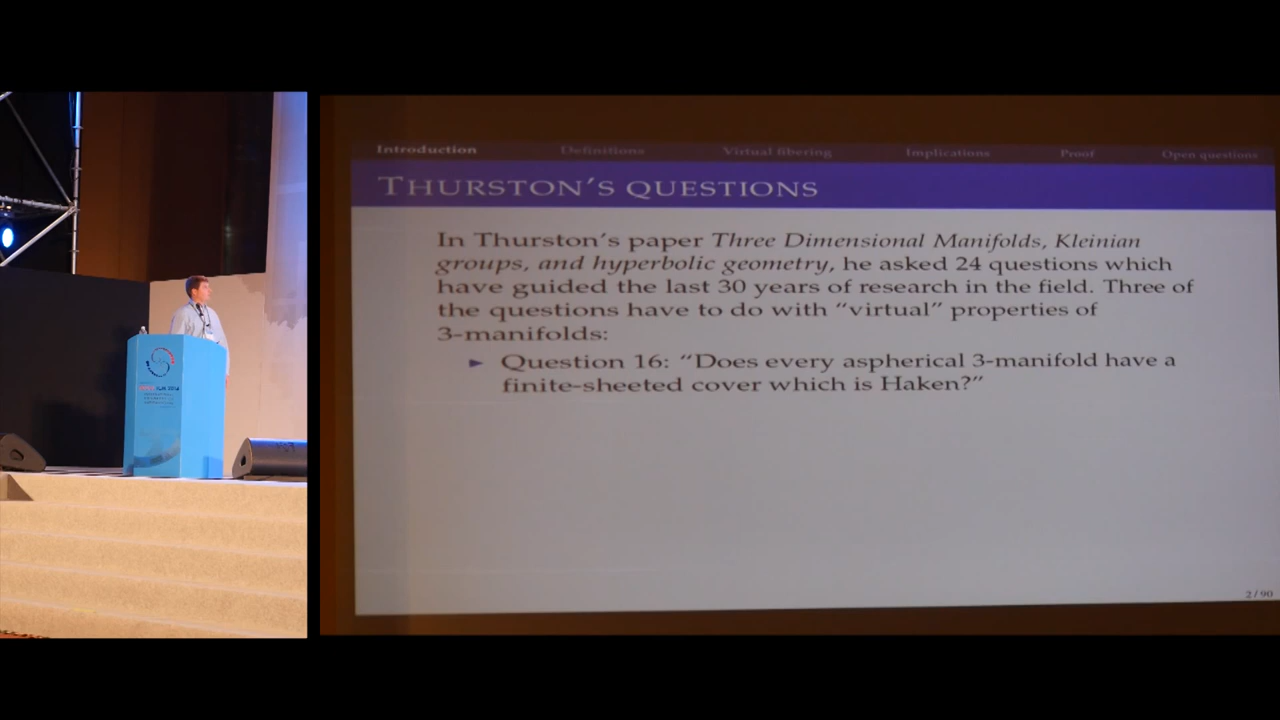 Introduction Definitions Virtual fibering Implications Proof Open questions
THURSTON'S QUESTIONS
In Thurston's paper Three Dimensional Manifolds, Kleinian
groups, and hyperbolic geometry, he asked 24 questions which
have guided the last 30 years of research in the field. Three of
the questions have to do with “virtual” properties of
3-manifolds:
► Question 16: “Does every aspherical 3-manifold have a
finite-sheeted cover which is Haken?”
2 / 90